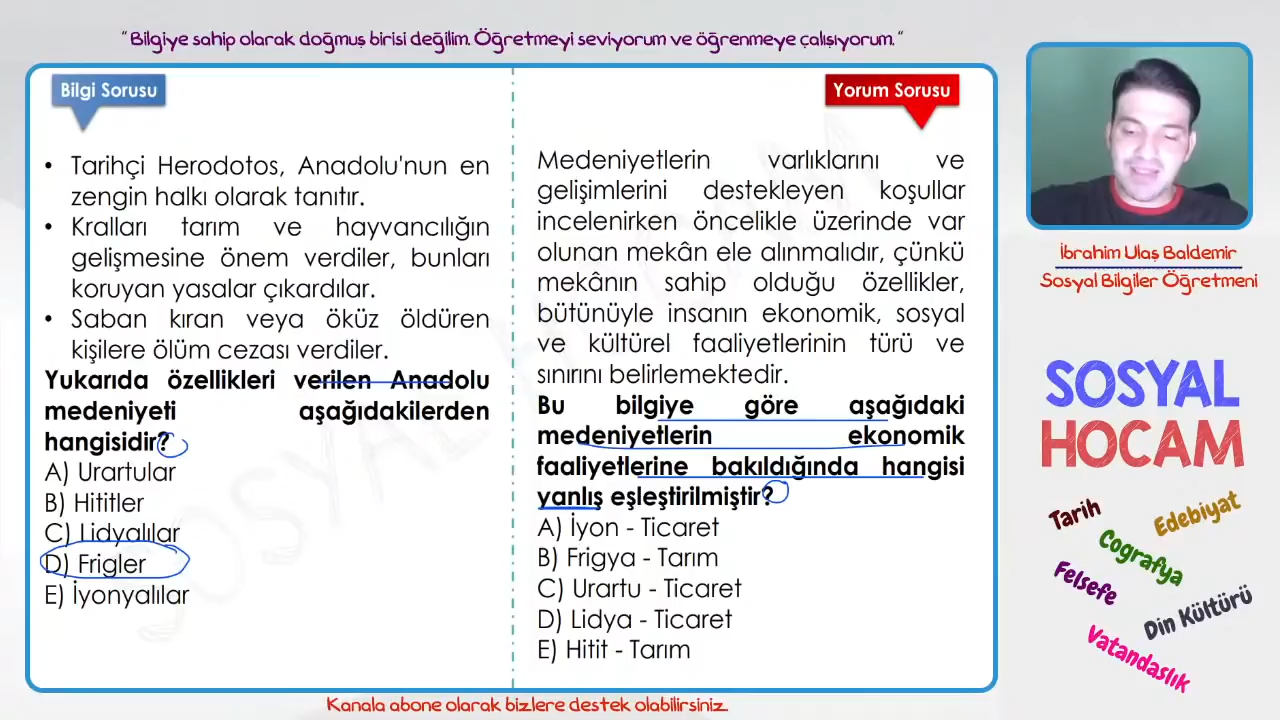 “Bilgiye sahip olarak doğmuş birisi değilim. Öğretmeyi seviyorum ve öğrenmeye çalışıyorum.”
Bilgi Sorusu
• Tarihçi Herodotos, Anadolu'nun en
zengin halkı olarak tanıtır.
• Kralları tarım ve hayvancılığın
gelişmesine önem verdiler, bunları
koruyan yasalar çıkardılar.
• Saban kıran veya öküz öldüren
kişilere ölüm cezası verdiler.
Yukarıda özellikleri verilen Anadolu
medeniyeti aşağıdakilerden
hangisidir?
A) Urartular
B) Hititler
C) Lidyalılar
D) Frigler
E) İyonyalılar
Yorum Sorusu
Medeniyetlerin varlıklarını ve
gelişimlerini destekleyen koşullar
incelenirken öncelikle üzerinde var
olunan mekân ele alınmalıdır, çünkü
mekânın sahip olduğu özellikler,
bütünüyle insanın ekonomik, sosyal
ve kültürel faaliyetlerinin türü ve
sınırını belirlemektedir.
Bu bilgiye göre aşağıdaki
medeniyetlerin ekonomik
faaliyetlerine bakıldığında hangisi
yanlış eşleştirilmiştir?
A) İyon - Ticaret
B) Frigya - Tarım
C) Urartu - Ticaret
D) Lidya - Ticaret
E) Hitit - Tarım
İbrahim Ulaş Baldemir
Sosyal Bilgiler Öğretmeni
SOSYAL
HOCAM
Tarih
Edebiyat
Coğrafya
Felsefe
Din Kültürü
Vatandaşlık
Kanala abone olarak bizlere destek olabilirsiniz.